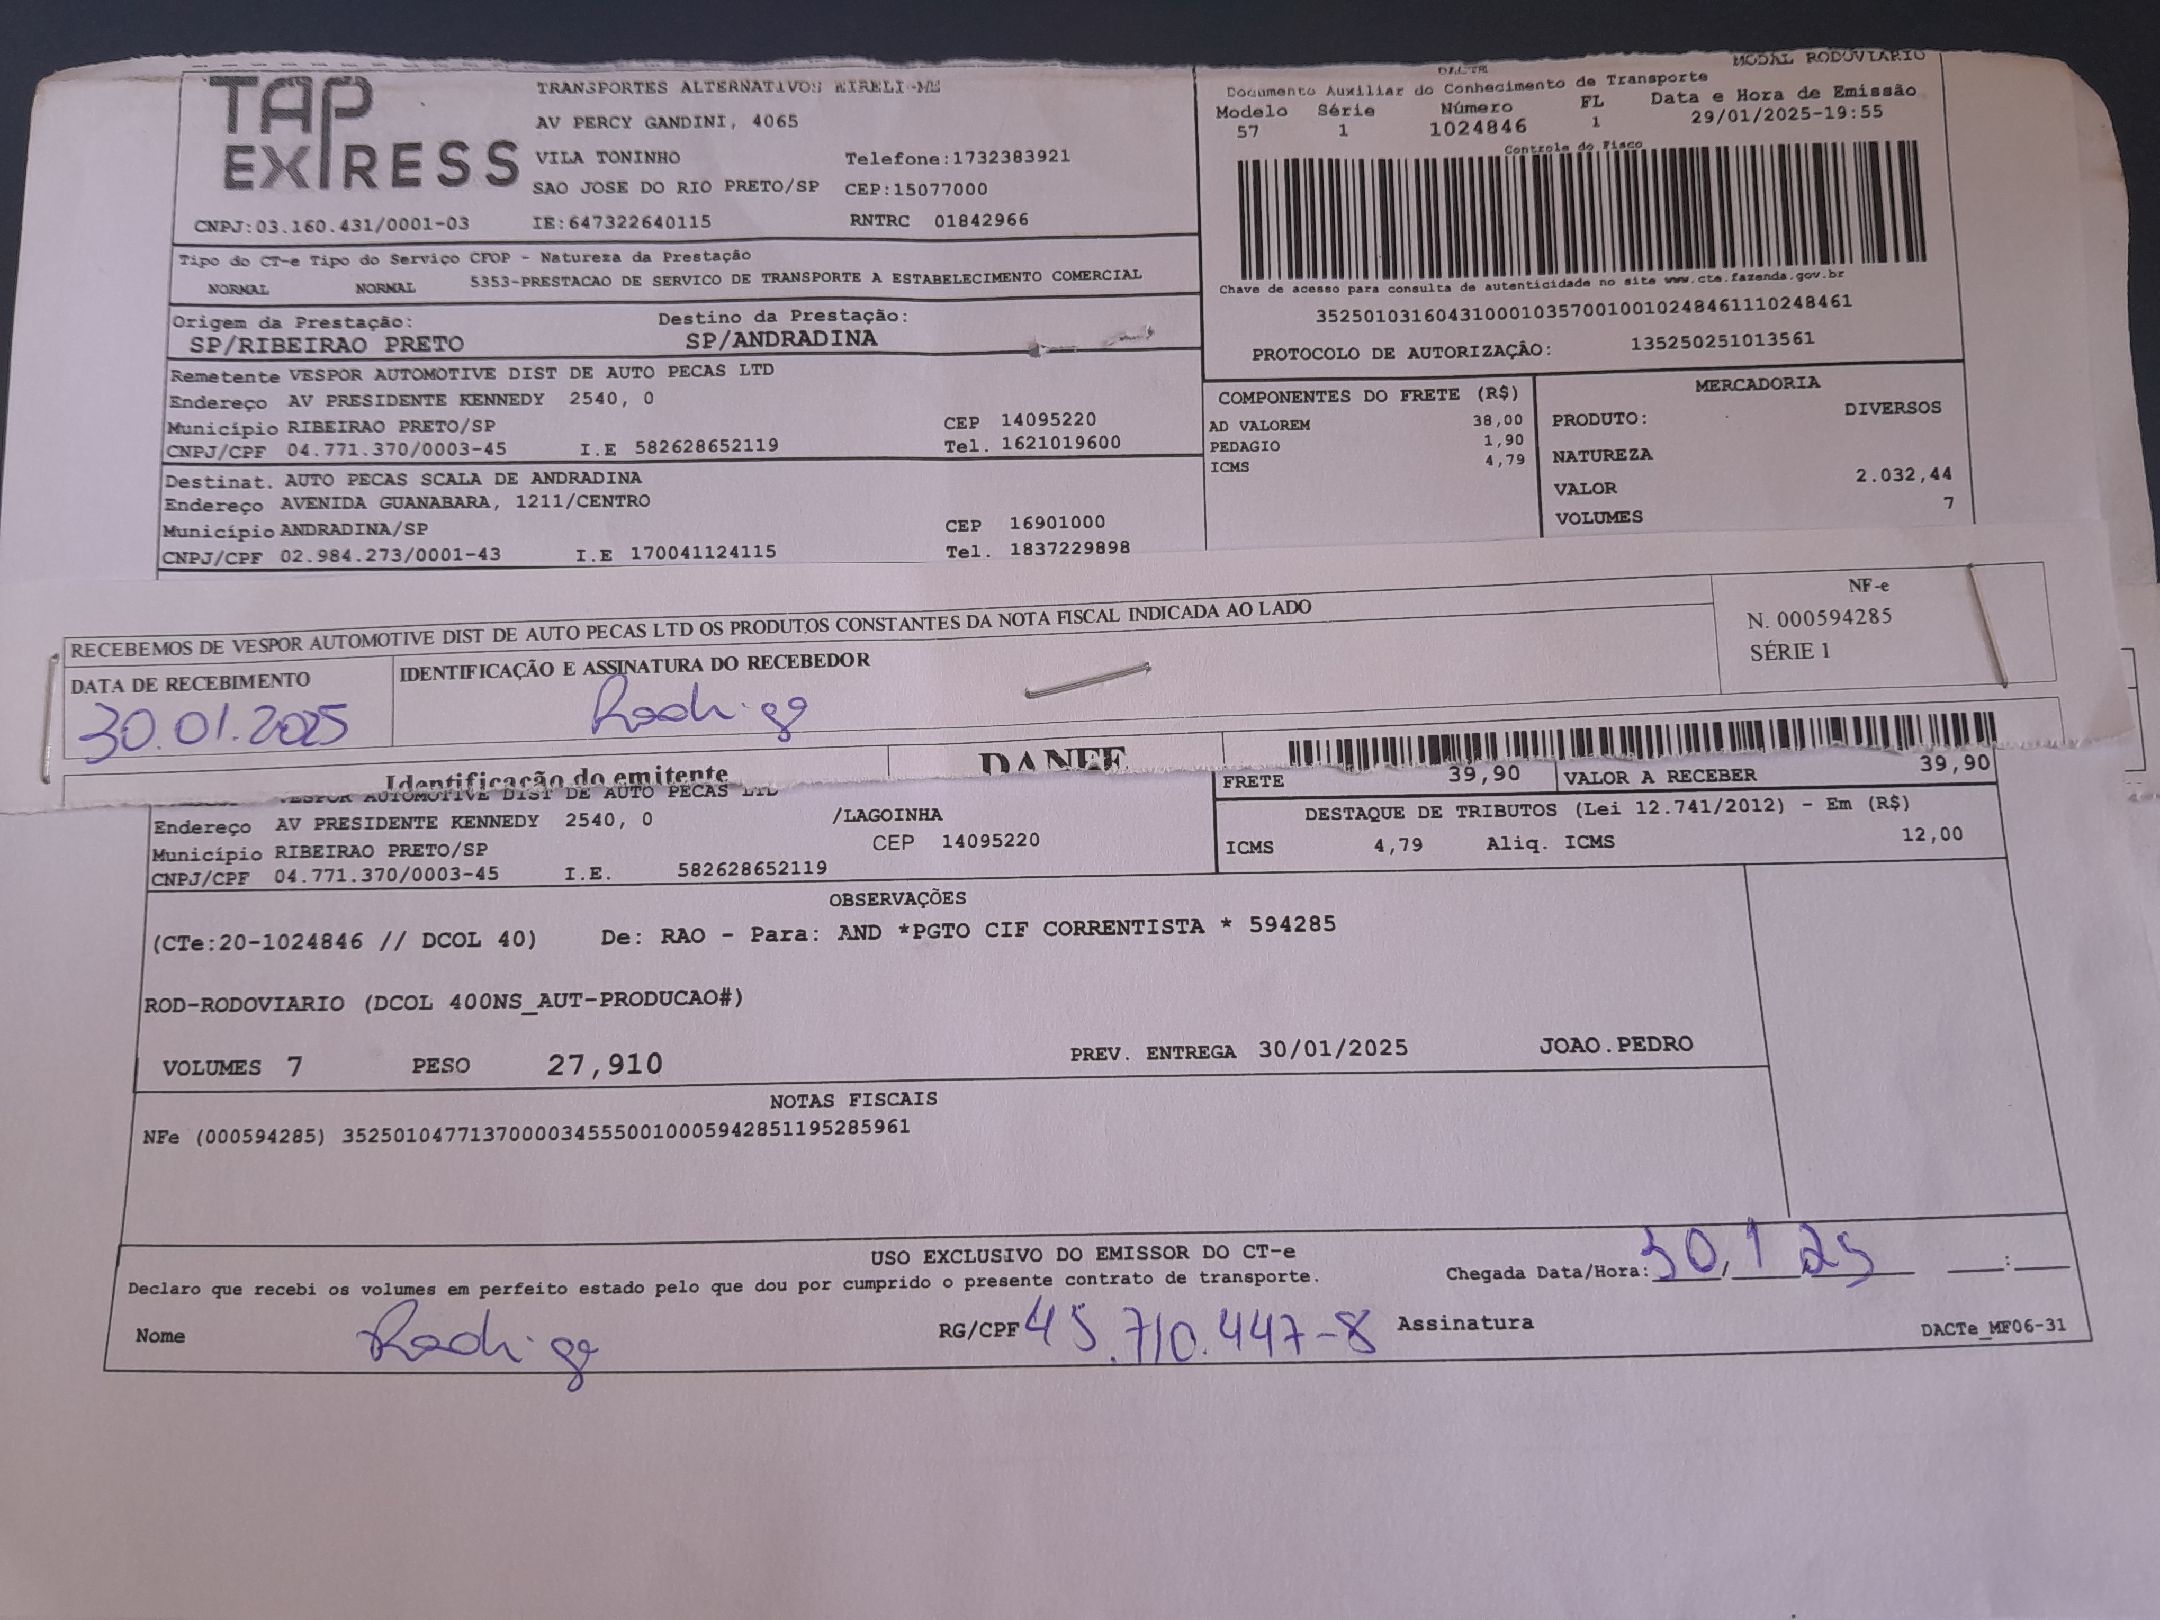 TAP EXPRESS
TRANSPORTES ALTERNATIVOS EIRELI-ME
AV PERCY GANDINI, 4065
VILA TONINHO Telefone:1732383921
SAO JOSE DO RIO PRETO/SP CEP:15077000
CNPJ:03.160.431/0001-03 IE:647322640115 RNTRC 01842966
MODAL RODOVIARIO
DACTE
Documento Auxiliar do Conhecimento de Transporte
Modelo Série Número FL Data e Hora de Emissão
57 1 1024846 1 29/01/2025-19:55
Controle do Fisco
Chave de acesso para consulta de autenticidade no site www.cte.fazenda.gov.br
35250103160431000103570010010248461110248461
PROTOCOLO DE AUTORIZAÇÃO: 135250251013561
Tipo do CT-e Tipo do Serviço CFOP - Natureza da Prestação
NORMAL NORMAL 5353-PRESTACAO DE SERVICO DE TRANSPORTE A ESTABELECIMENTO COMERCIAL
Origem da Prestação: Destino da Prestação:
SP/RIBEIRAO PRETO SP/ANDRADINA
Remetente VESPOR AUTOMOTIVE DIST DE AUTO PECAS LTD
Endereço AV PRESIDENTE KENNEDY 2540, 0
Município RIBEIRAO PRETO/SP CEP 14095220
CNPJ/CPF 04.771.370/0003-45 I.E 582628652119 Tel. 1621019600
Destinat. AUTO PECAS SCALA DE ANDRADINA
Endereço AVENIDA GUANABARA, 1211/CENTRO
Município ANDRADINA/SP CEP 16901000
CNPJ/CPF 02.984.273/0001-43 I.E 170041124115 Tel. 1837229898
COMPONENTES DO FRETE (R$)
AD VALOREM 38,00
PEDAGIO 1,90
ICMS 4,79
MERCADORIA
PRODUTO: DIVERSOS
NATUREZA
VALOR 2.032,44
VOLUMES 7
RECEBEMOS DE VESPOR AUTOMOTIVE DIST DE AUTO PECAS LTD OS PRODUTOS CONSTANTES DA NOTA FISCAL INDICADA AO LADO
NF-e
N. 000594285
SÉRIE 1
DATA DE RECEBIMENTO IDENTIFICAÇÃO E ASSINATURA DO RECEBEDOR
30.01.2025 Rodrigo
Identificação do emitente DANFE
VESPOR AUTOMOTIVE DIST DE AUTO PECAS LTD
FRETE 39,90 VALOR A RECEBER 39,90
Endereço AV PRESIDENTE KENNEDY 2540, 0 /LAGOINHA
Município RIBEIRAO PRETO/SP CEP 14095220
CNPJ/CPF 04.771.370/0003-45 I.E. 582628652119
DESTAQUE DE TRIBUTOS (Lei 12.741/2012) - Em (R$)
ICMS 4,79 Aliq. ICMS 12,00
OBSERVAÇÕES
(CTe:20-1024846 // DCOL 40) De: RAO - Para: AND *PGTO CIF CORRENTISTA * 594285
ROD-RODOVIARIO (DCOL 400NS_AUT-PRODUCAO#)
VOLUMES 7 PESO 27,910 PREV. ENTREGA 30/01/2025 JOAO.PEDRO
NOTAS FISCAIS
NFe (000594285) 35250104771370000345550010005942851195285961
USO EXCLUSIVO DO EMISSOR DO CT-e
Declaro que recebi os volumes em perfeito estado pelo que dou por cumprido o presente contrato de transporte. Chegada Data/Hora: 30, 1 25 :
Nome Rodrigo RG/CPF 45.710.447-8 Assinatura
DACTe_MF06-31